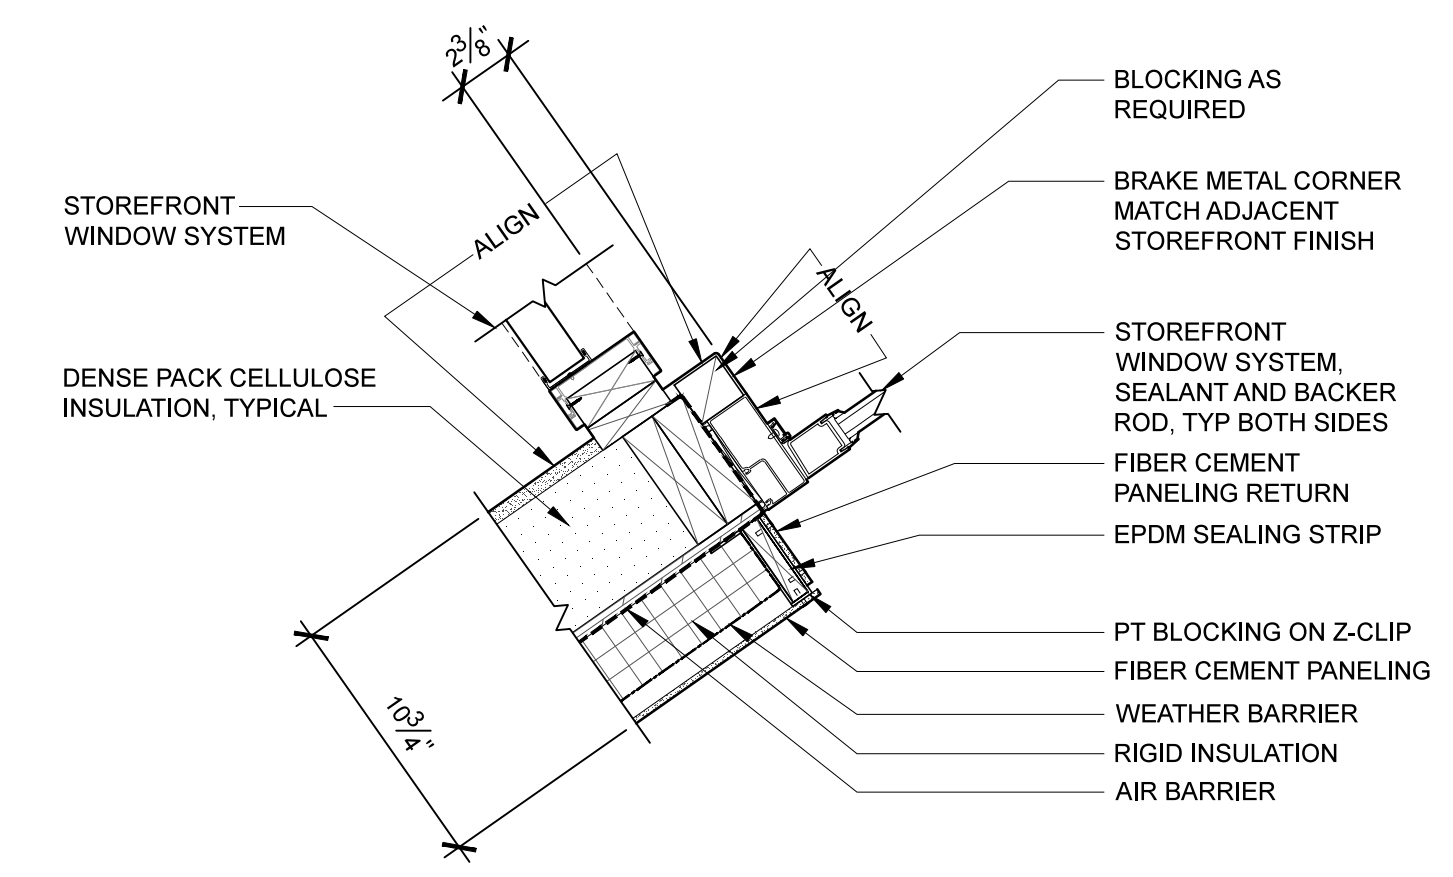 2 3/8"
BLOCKING AS
REQUIRED
BRAKE METAL CORNER
MATCH ADJACENT
STOREFRONT FINISH
STOREFRONT
WINDOW SYSTEM
ALIGN
ALIGN
STOREFRONT
WINDOW SYSTEM,
SEALANT AND BACKER
ROD, TYP BOTH SIDES
DENSE PACK CELLULOSE
INSULATION, TYPICAL
FIBER CEMENT
PANELING RETURN
EPDM SEALING STRIP
PT BLOCKING ON Z-CLIP
FIBER CEMENT PANELING
WEATHER BARRIER
RIGID INSULATION
AIR BARRIER
10 3/4"